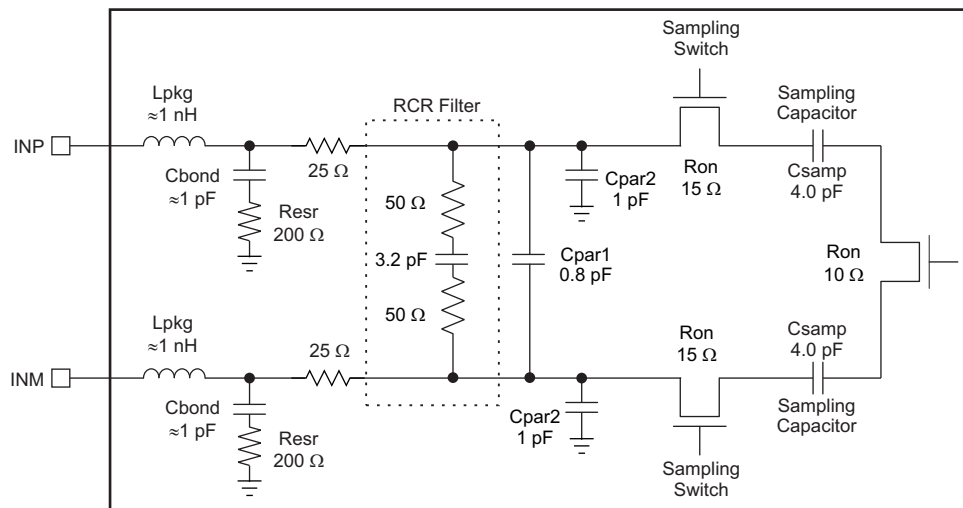 Sampling
Switch
Lpkg
≈1 nH
RCR Filter
Sampling
Capacitor
INP
25 Ω
Cbond
≈1 pF
Resr
200 Ω
50 Ω
3.2 pF
50 Ω
Cpar2
1 pF
Ron
15 Ω
Csamp
4.0 pF
Cpar1
0.8 pF
Ron
10 Ω
Lpkg
≈1 nH
25 Ω
Ron
15 Ω
Csamp
4.0 pF
INM
Cbond
≈1 pF
Resr
200 Ω
Cpar2
1 pF
Sampling
Capacitor
Sampling
Switch